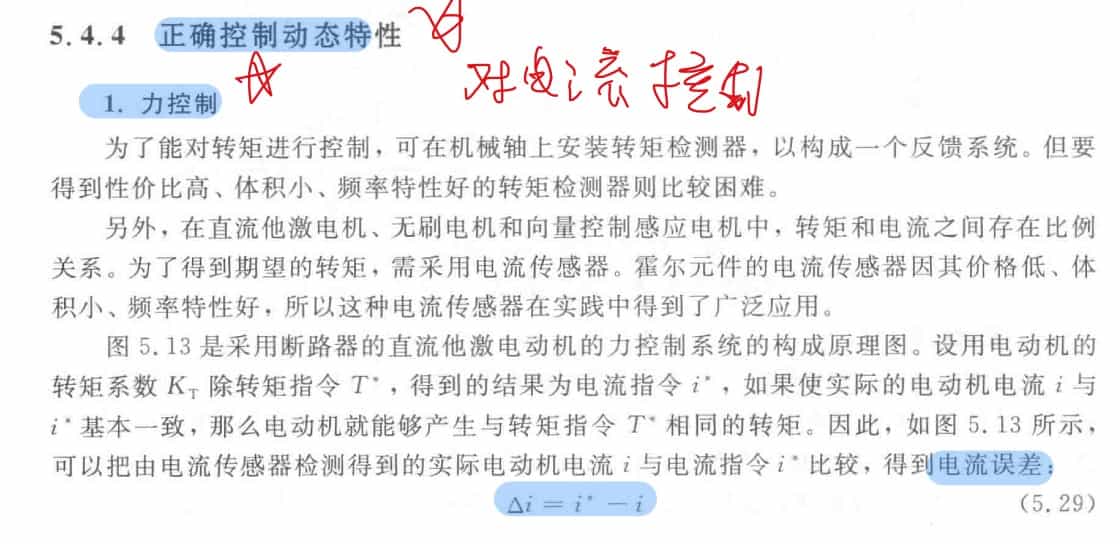 5.4.4 正确控制动态特性
对电流控制
1. 力控制
为了能对转矩进行控制，可在机械轴上安装转矩检测器，以构成一个反馈系统。但要
得到性价比高、体积小、频率特性好的转矩检测器则比较困难。
另外，在直流他激电机、无刷电机和向量控制感应电机中，转矩和电流之间存在比例
关系。为了得到期望的转矩，需采用电流传感器。霍尔元件的电流传感器因其价格低、体
积小、频率特性好，所以这种电流传感器在实践中得到了广泛应用。
图 5.13 是采用断路器的直流他激电动机的力控制系统的构成原理图。设用电动机的
转矩系数 K_T 除转矩指令 T*，得到的结果为电流指令 i*，如果使实际的电动机电流 i 与
i* 基本一致，那么电动机就能够产生与转矩指令 T* 相同的转矩。因此，如图 5.13 所示，
可以把由电流传感器检测得到的实际电动机电流 i 与电流指令 i* 比较，得到电流误差：
Δi = i* − i (5.29)